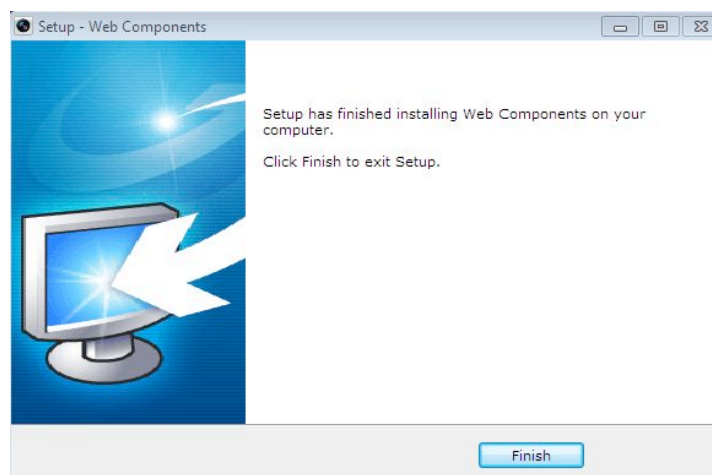 Setup - Web Components
Setup has finished installing Web Components on your
computer.
Click Finish to exit Setup.
Finish